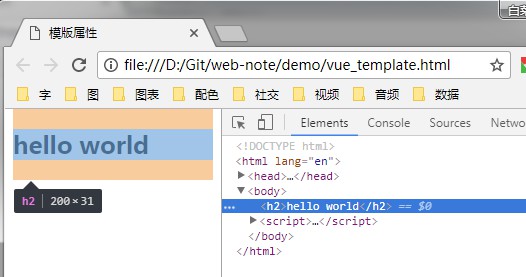 白菜
模版属性
file:///D:/Git/web-note/demo/vue_template.html
字 图 图表 配色 社交 视频 音频 数据
hello world
h2 200 × 31
Elements Console Sources Network
<!DOCTYPE html>
<html lang="en">
<head>…</head>
<body>
… <h2>hello world</h2> == $0
<script>…</script>
</body>
</html>